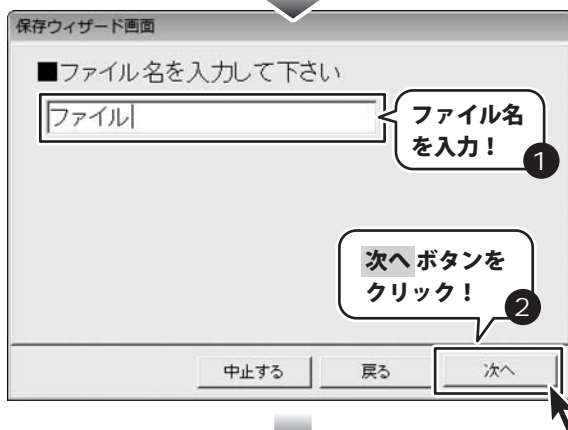 保存ウィザード画面
■ファイル名を入力して下さい
ファイル
ファイル名
を入力！
1
次へ ボタンを
クリック！
2
中止する
戻る
次へ